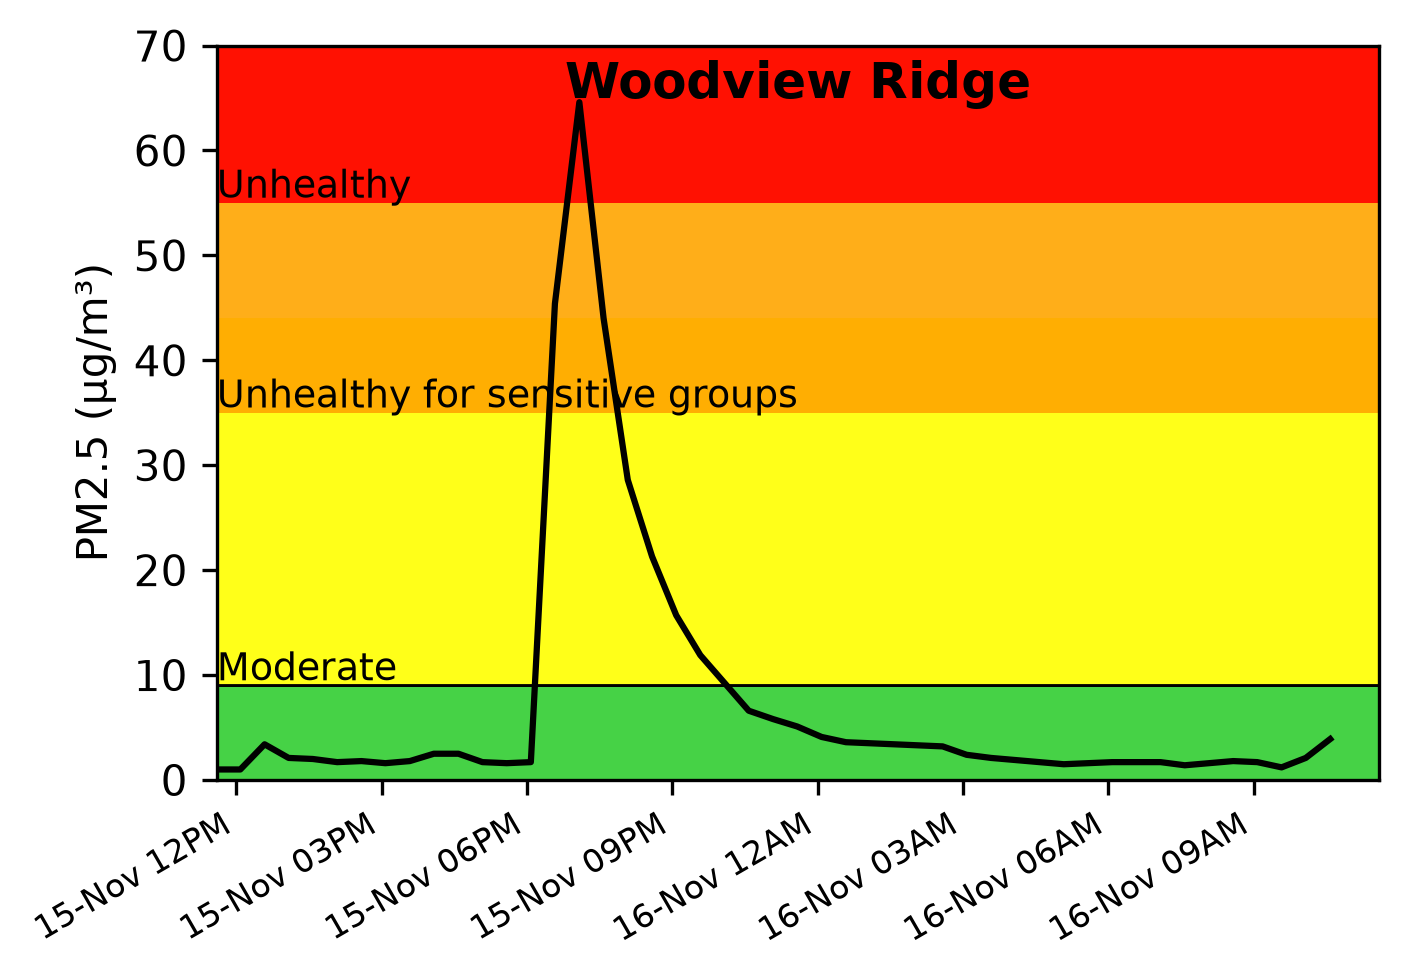 Woodview Ridge
PM2.5 (µg/m³)
70
60
50
40
30
20
10
0
Unhealthy
Unhealthy for sensitive groups
Moderate
15-Nov 12PM
15-Nov 03PM
15-Nov 06PM
15-Nov 09PM
16-Nov 12AM
16-Nov 03AM
16-Nov 06AM
16-Nov 09AM